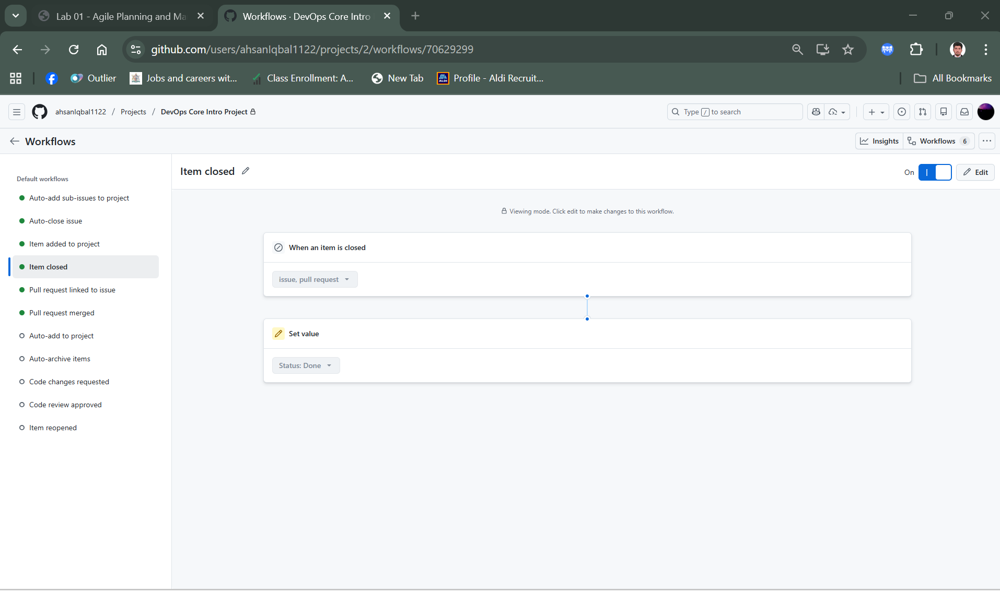 Lab 01 - Agile Planning and Ma
Workflows · DevOps Core Intro
github.com/users/ahsanIqbal1122/projects/2/workflows/70629299
Outlier
Jobs and careers wit...
Class Enrollment: A...
New Tab
ALDI
Profile - Aldi Recruit...
All Bookmarks
ahsanIqbal1122 / Projects / DevOps Core Intro Project
Type / to search
Workflows
Insights
Workflows 6
Default workflows
Auto-add sub-issues to project
Auto-close issue
Item added to project
Item closed
Pull request linked to issue
Pull request merged
Auto-add to project
Auto-archive items
Code changes requested
Code review approved
Item reopened
Item closed
On
Edit
Viewing mode. Click edit to make changes to this workflow.
When an item is closed
issue, pull request
Set value
Status: Done